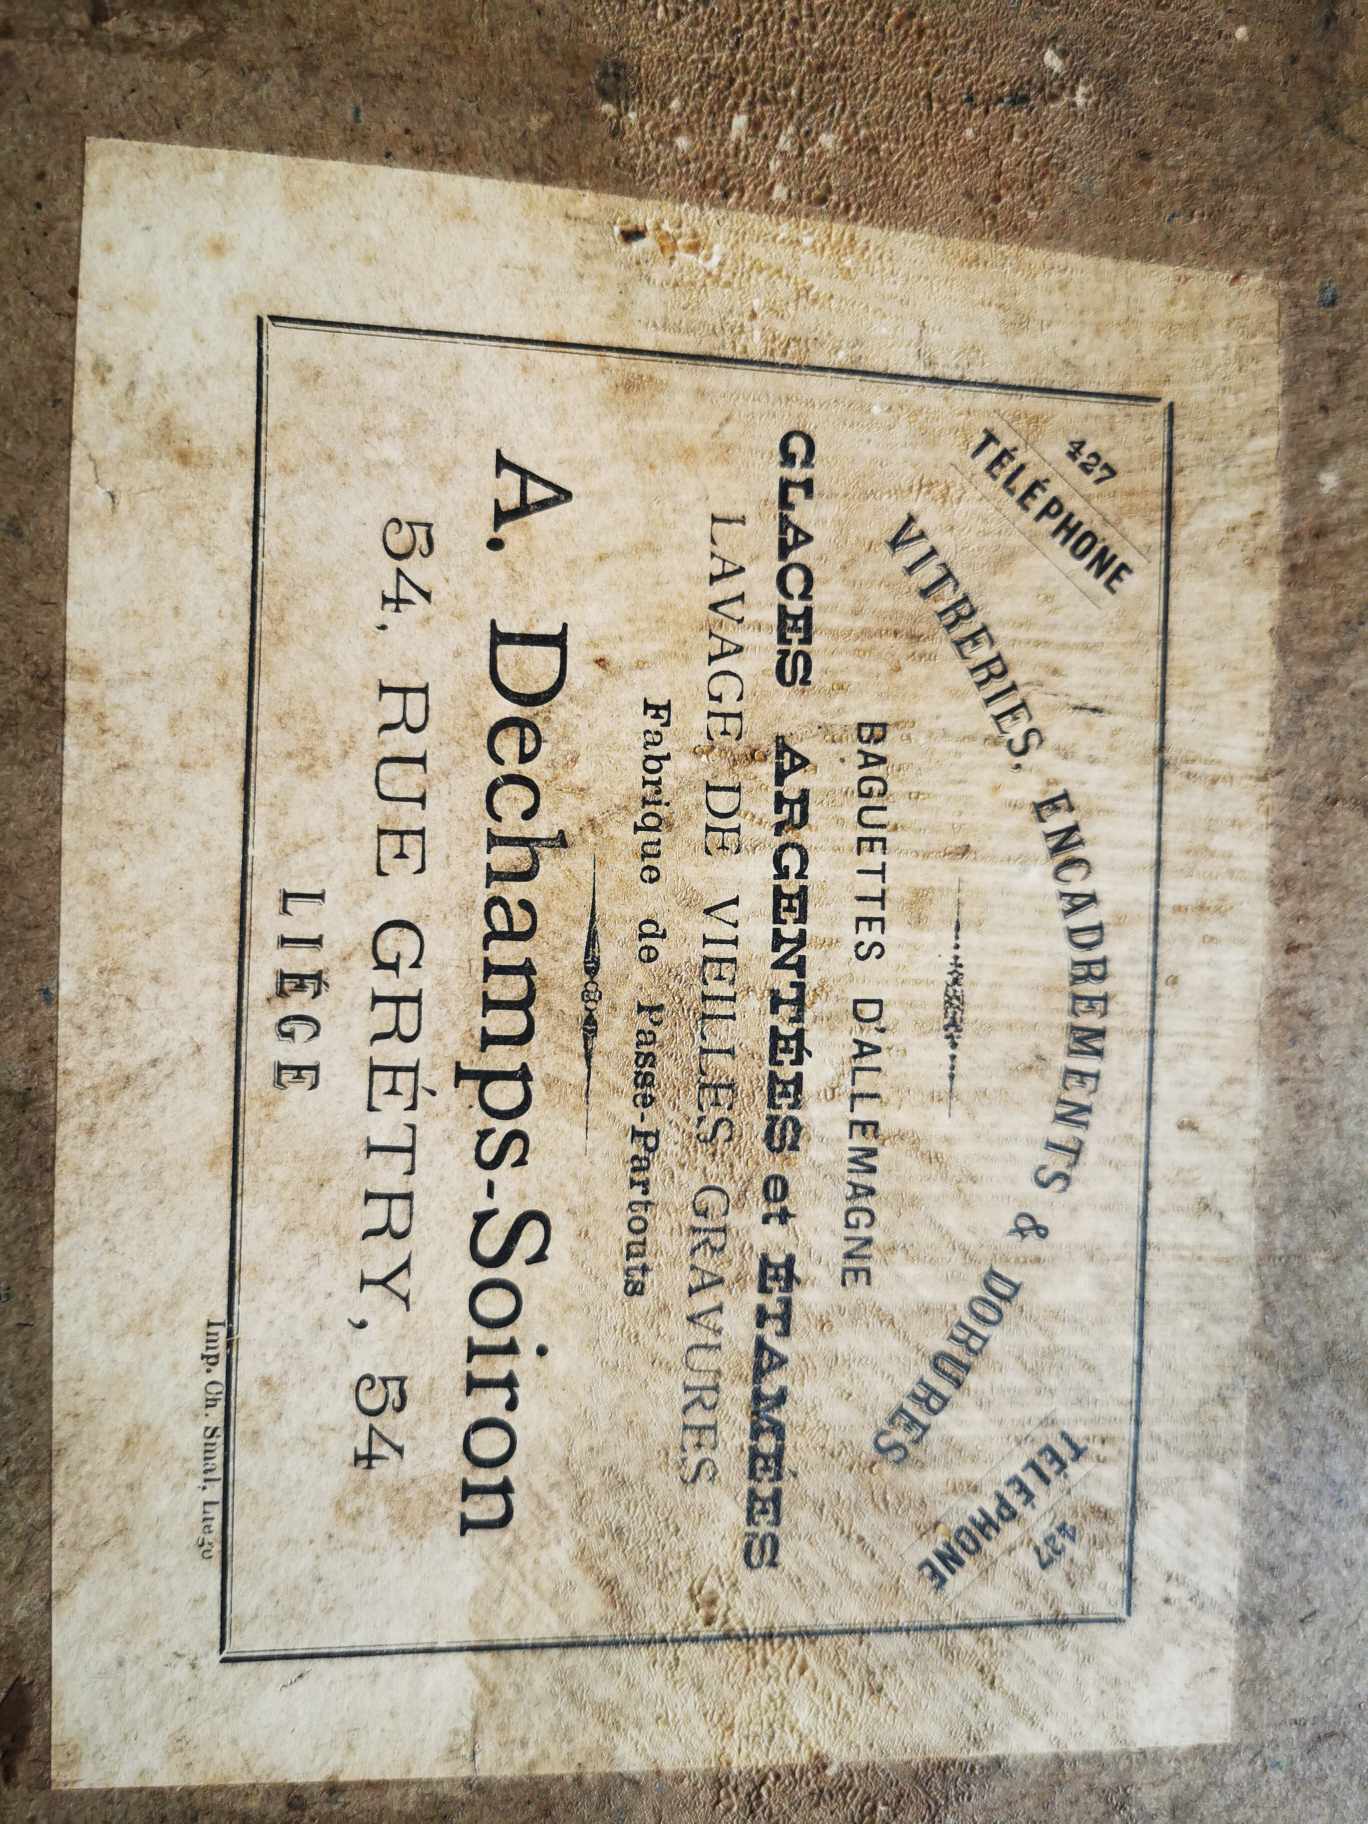 427
TÉLÉPHONE
TÉLÉPHONE
427
VITRERIES, ENCADREMENTS & DORURES
BAGUETTES D'ALLEMAGNE
GLACES ARGENTÉES et ÉTAMÉES
LAVAGE DE VIEILLES GRAVURES
Fabrique de Passe-Partouts
A. Dechamps-Soiron
54, RUE GRÉTRY, 54
LIÉGE
Imp. Ch. Smal, Liége